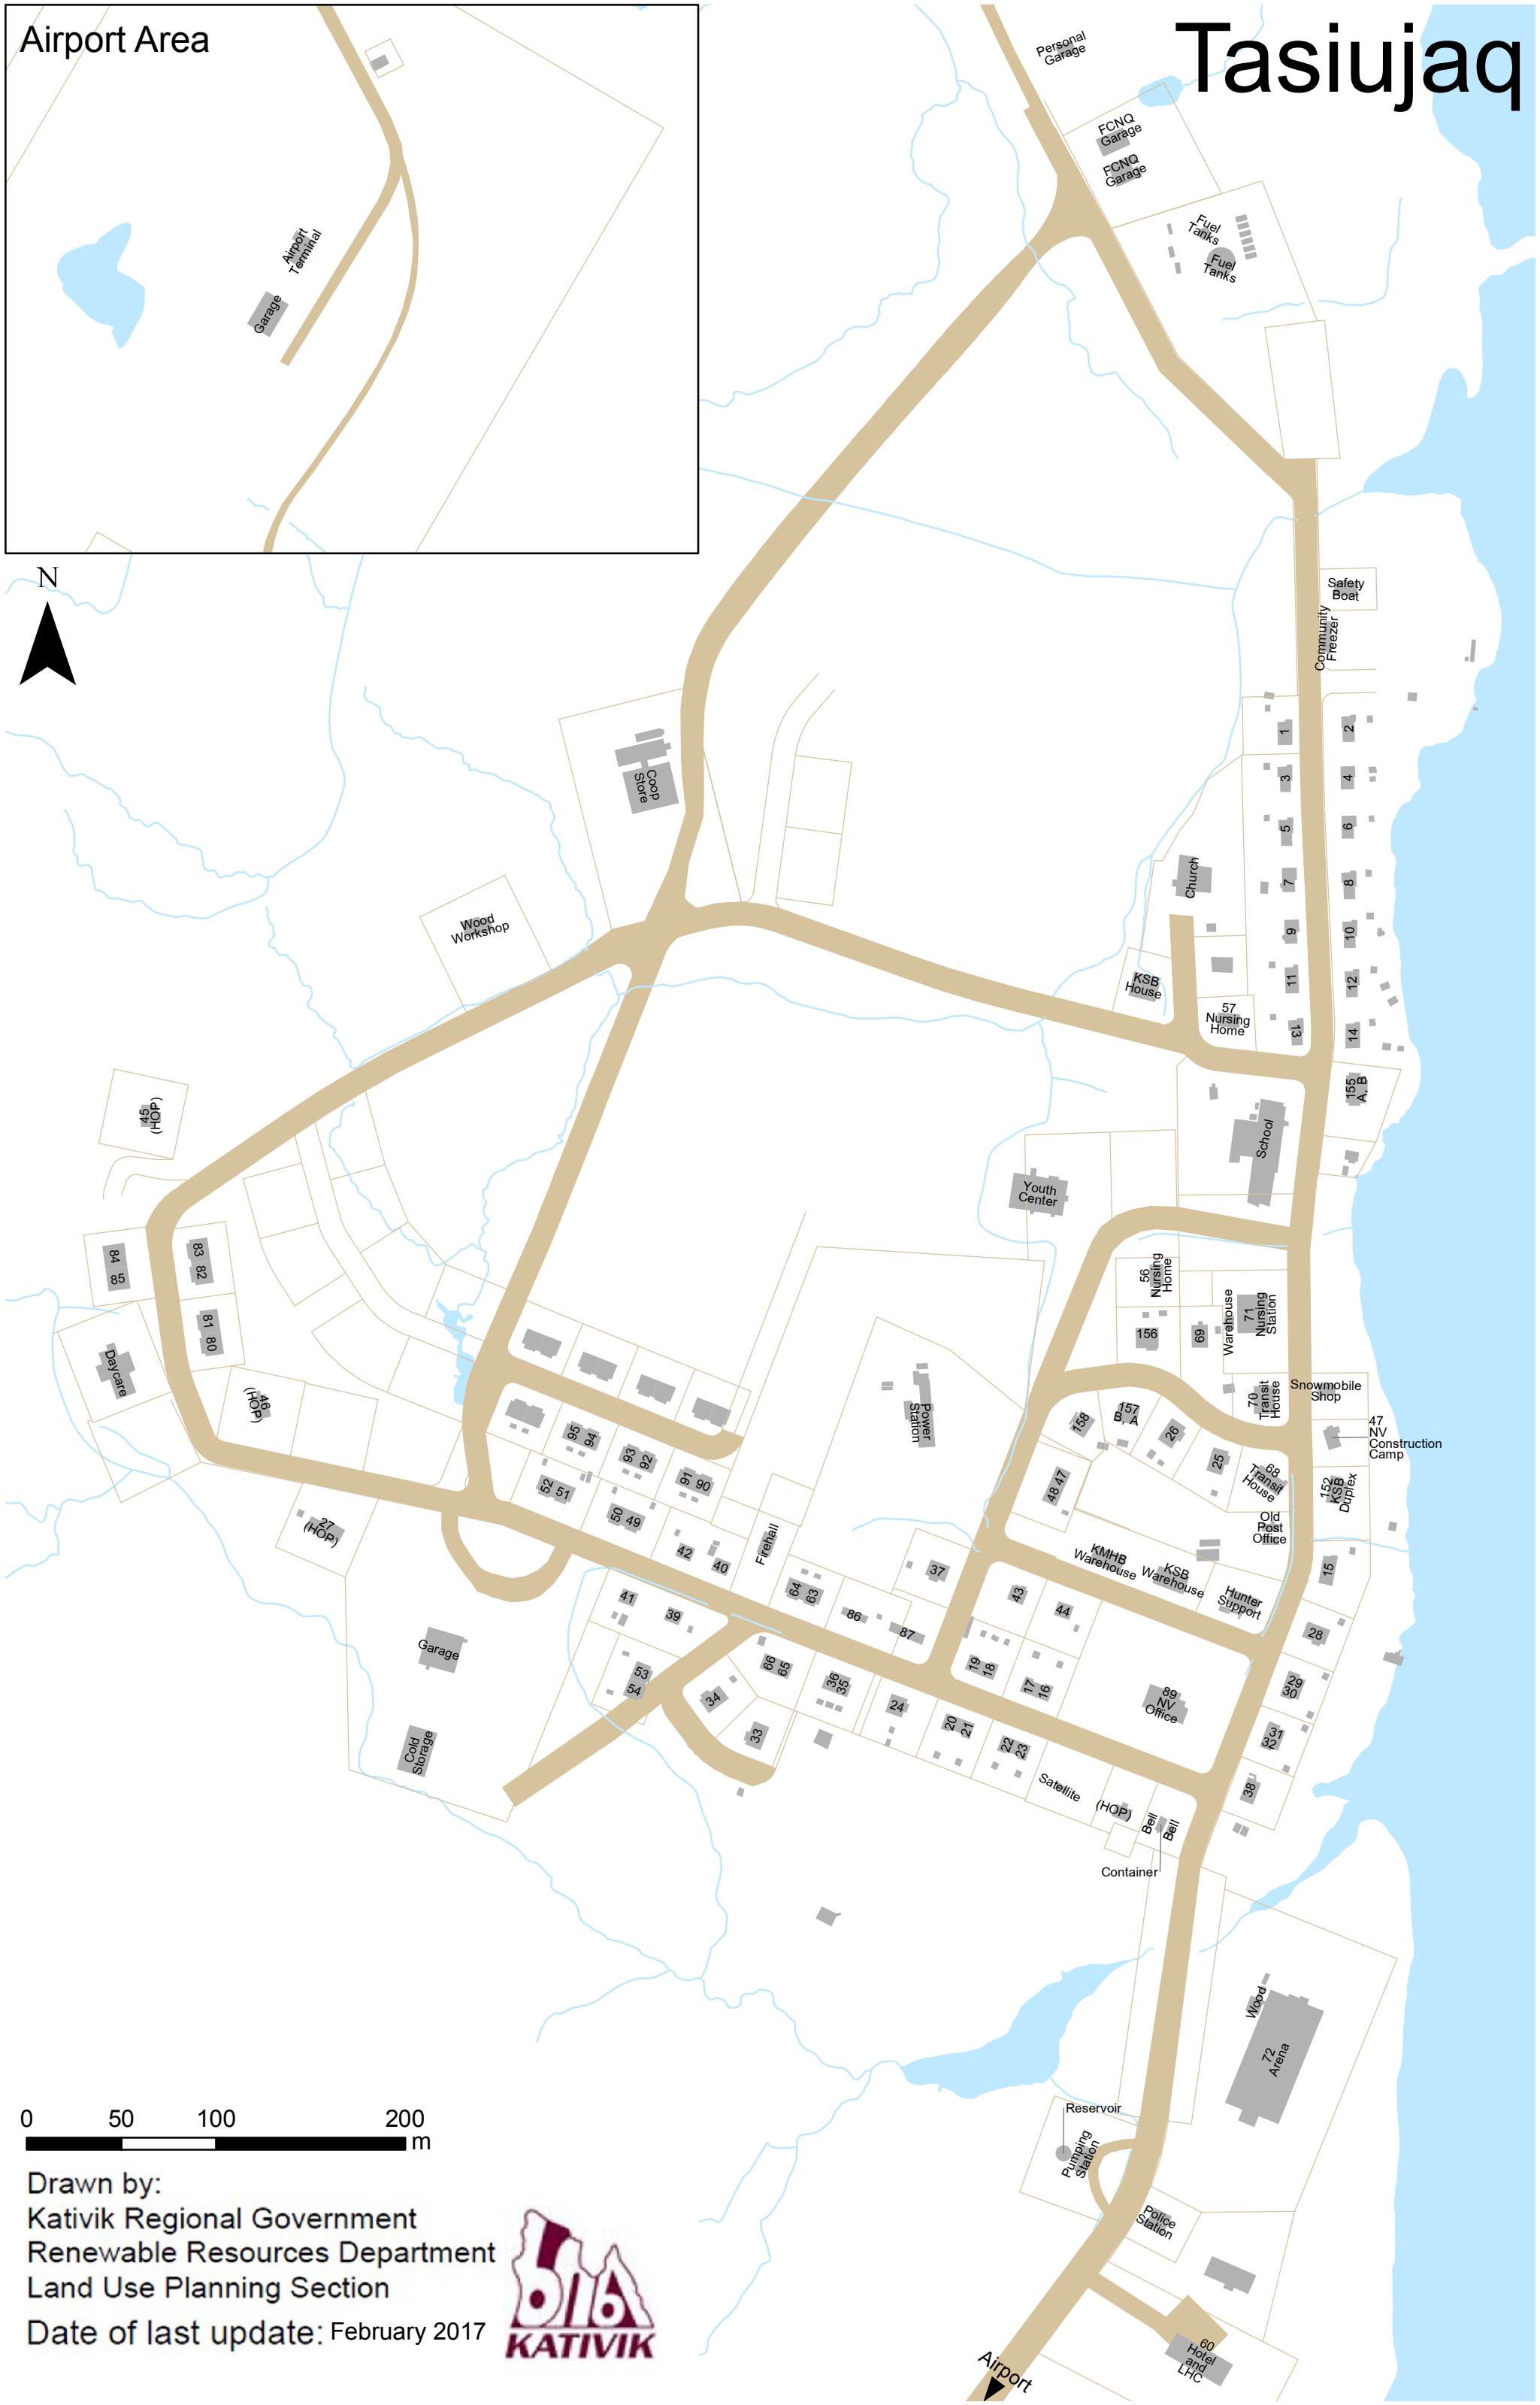 Airport Area
Tasiujaq
Personal
Garage
FCNQ
Garage
FCNQ
Garage
Fuel
Tanks
Fuel
Tanks
Airport
Terminal
Garage
N
Safety
Boat
Community
Freezer
1
2
3
4
5
6
7
8
9
10
11
12
13
14
Coop
Store
Church
Wood
Workshop
KSB
House
57
Nursing
Home
155
A, B
School
45
(HOP)
Youth
Center
84
85
83
82
81
80
Daycare
46
(HOP)
56
Nursing
Home
156
69
Warehouse
71
Nursing
Station
70
Transit
House
Snowmobile
Shop
47
NV
Construction
Camp
Power
Station
158
157
B, A
26
25
68
Transit
House
152
KSB
Duplex
Old
Post
Office
48 47
95
94
93
92
91
90
52
51
50
49
42
40
Firehall
27
(HOP)
KMHB
Warehouse
KSB
Warehouse
Hunter
Support
15
37
64
63
86
87
43
44
28
41
39
Garage
53
54
66
65
36
35
34
33
24
19
18
17
16
20
21
22
23
89
NV
Office
29
30
31
32
38
Cold
Storage
Satellite
(HOP)
Bell
Bell
Container
Wood
72
Arena
Reservoir
Pumping
Station
Police
Station
60
Hotel
and
LHC
Airport
0 50 100 200
m
Drawn by:
Kativik Regional Government
Renewable Resources Department
Land Use Planning Section
Date of last update: February 2017
KATIVIK